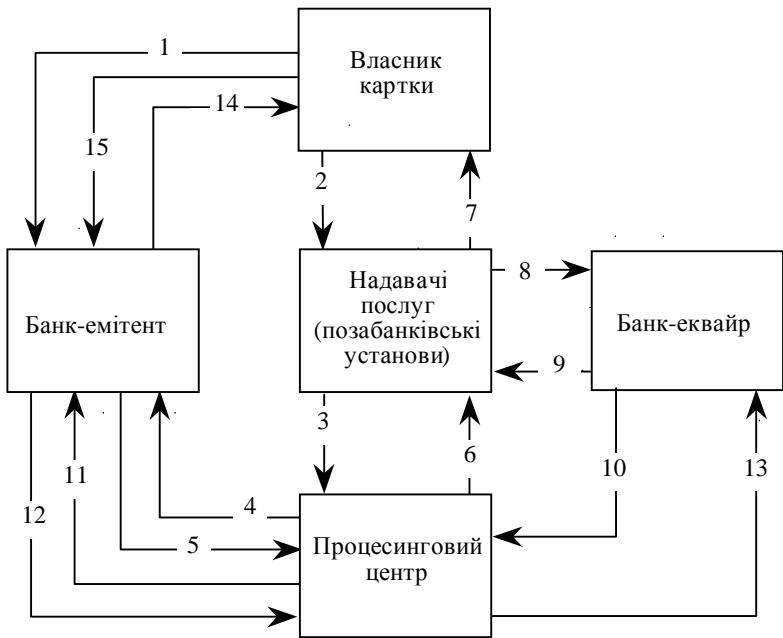 1
Власник
картки
14
15
2
7
Банк-емітент
Надавачі
послуг
(позабанківські
установи)
8
Банк-еквайр
9
3
6
10
13
11
12
4
5
Процесинговий
центр